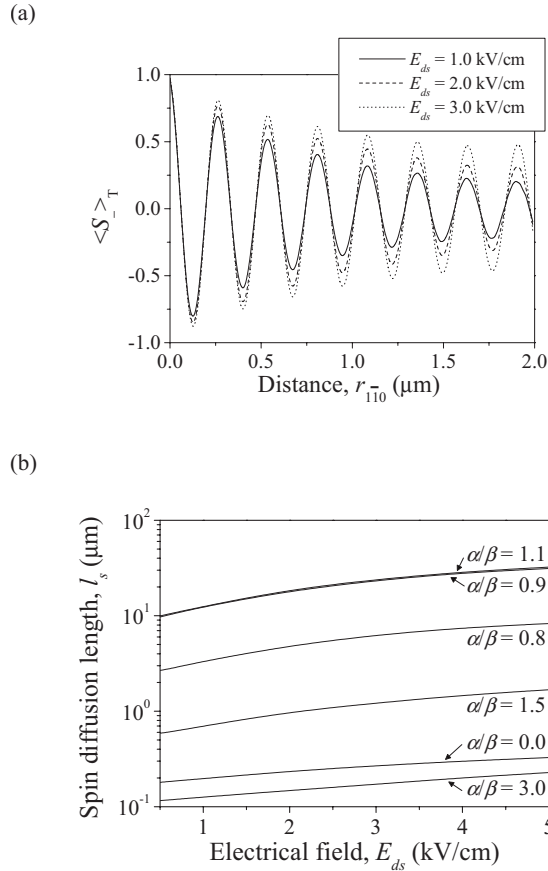 (a)
E_ds = 1.0 kV/cm
E_ds = 2.0 kV/cm
E_ds = 3.0 kV/cm
1.0
0.5
0.0
-0.5
-1.0
<S_−>_T
0.0 0.5 1.0 1.5 2.0
Distance, r_1̄10 (µm)
(b)
10^2
10^1
10^0
10^-1
Spin diffusion length, l_s (µm)
α/β = 1.1
α/β = 0.9
α/β = 0.8
α/β = 1.5
α/β = 0.0
α/β = 3.0
1 2 3 4 5
Electrical field, E_ds (kV/cm)